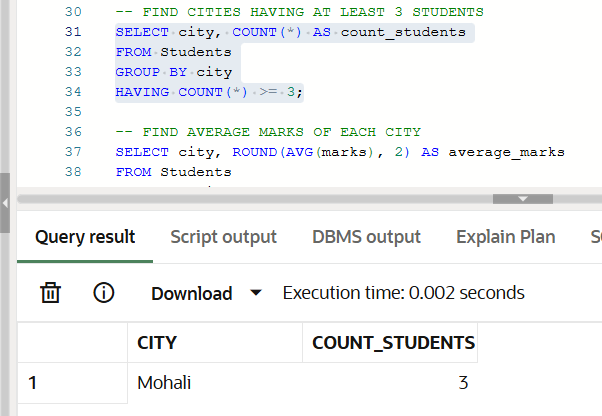 30 -- FIND CITIES HAVING AT LEAST 3 STUDENTS
31 SELECT city, COUNT(*) AS count_students
32 FROM Students
33 GROUP BY city
34 HAVING COUNT(*) >= 3;
35
36 -- FIND AVERAGE MARKS OF EACH CITY
37 SELECT city, ROUND(AVG(marks), 2) AS average_marks
38 FROM Students
Query result Script output DBMS output Explain Plan
Download Execution time: 0.002 seconds
CITY COUNT_STUDENTS
1 Mohali 3